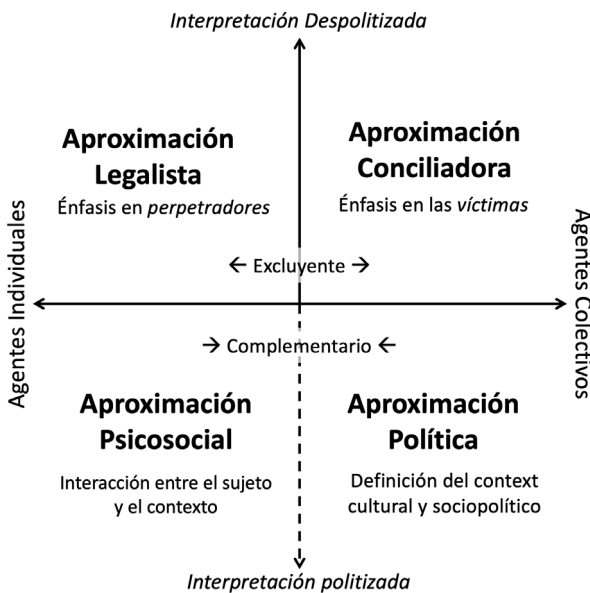 Interpretación Despolitizada
Aproximación
Legalista
Énfasis en perpetradores
Aproximación
Conciliadora
Énfasis en las víctimas
← Excluyente →
Agentes Individuales
Agentes Colectivos
→ Complementario ←
Aproximación
Psicosocial
Interacción entre el sujeto
y el contexto
Aproximación
Política
Definición del context
cultural y sociopolítico
Interpretación politizada